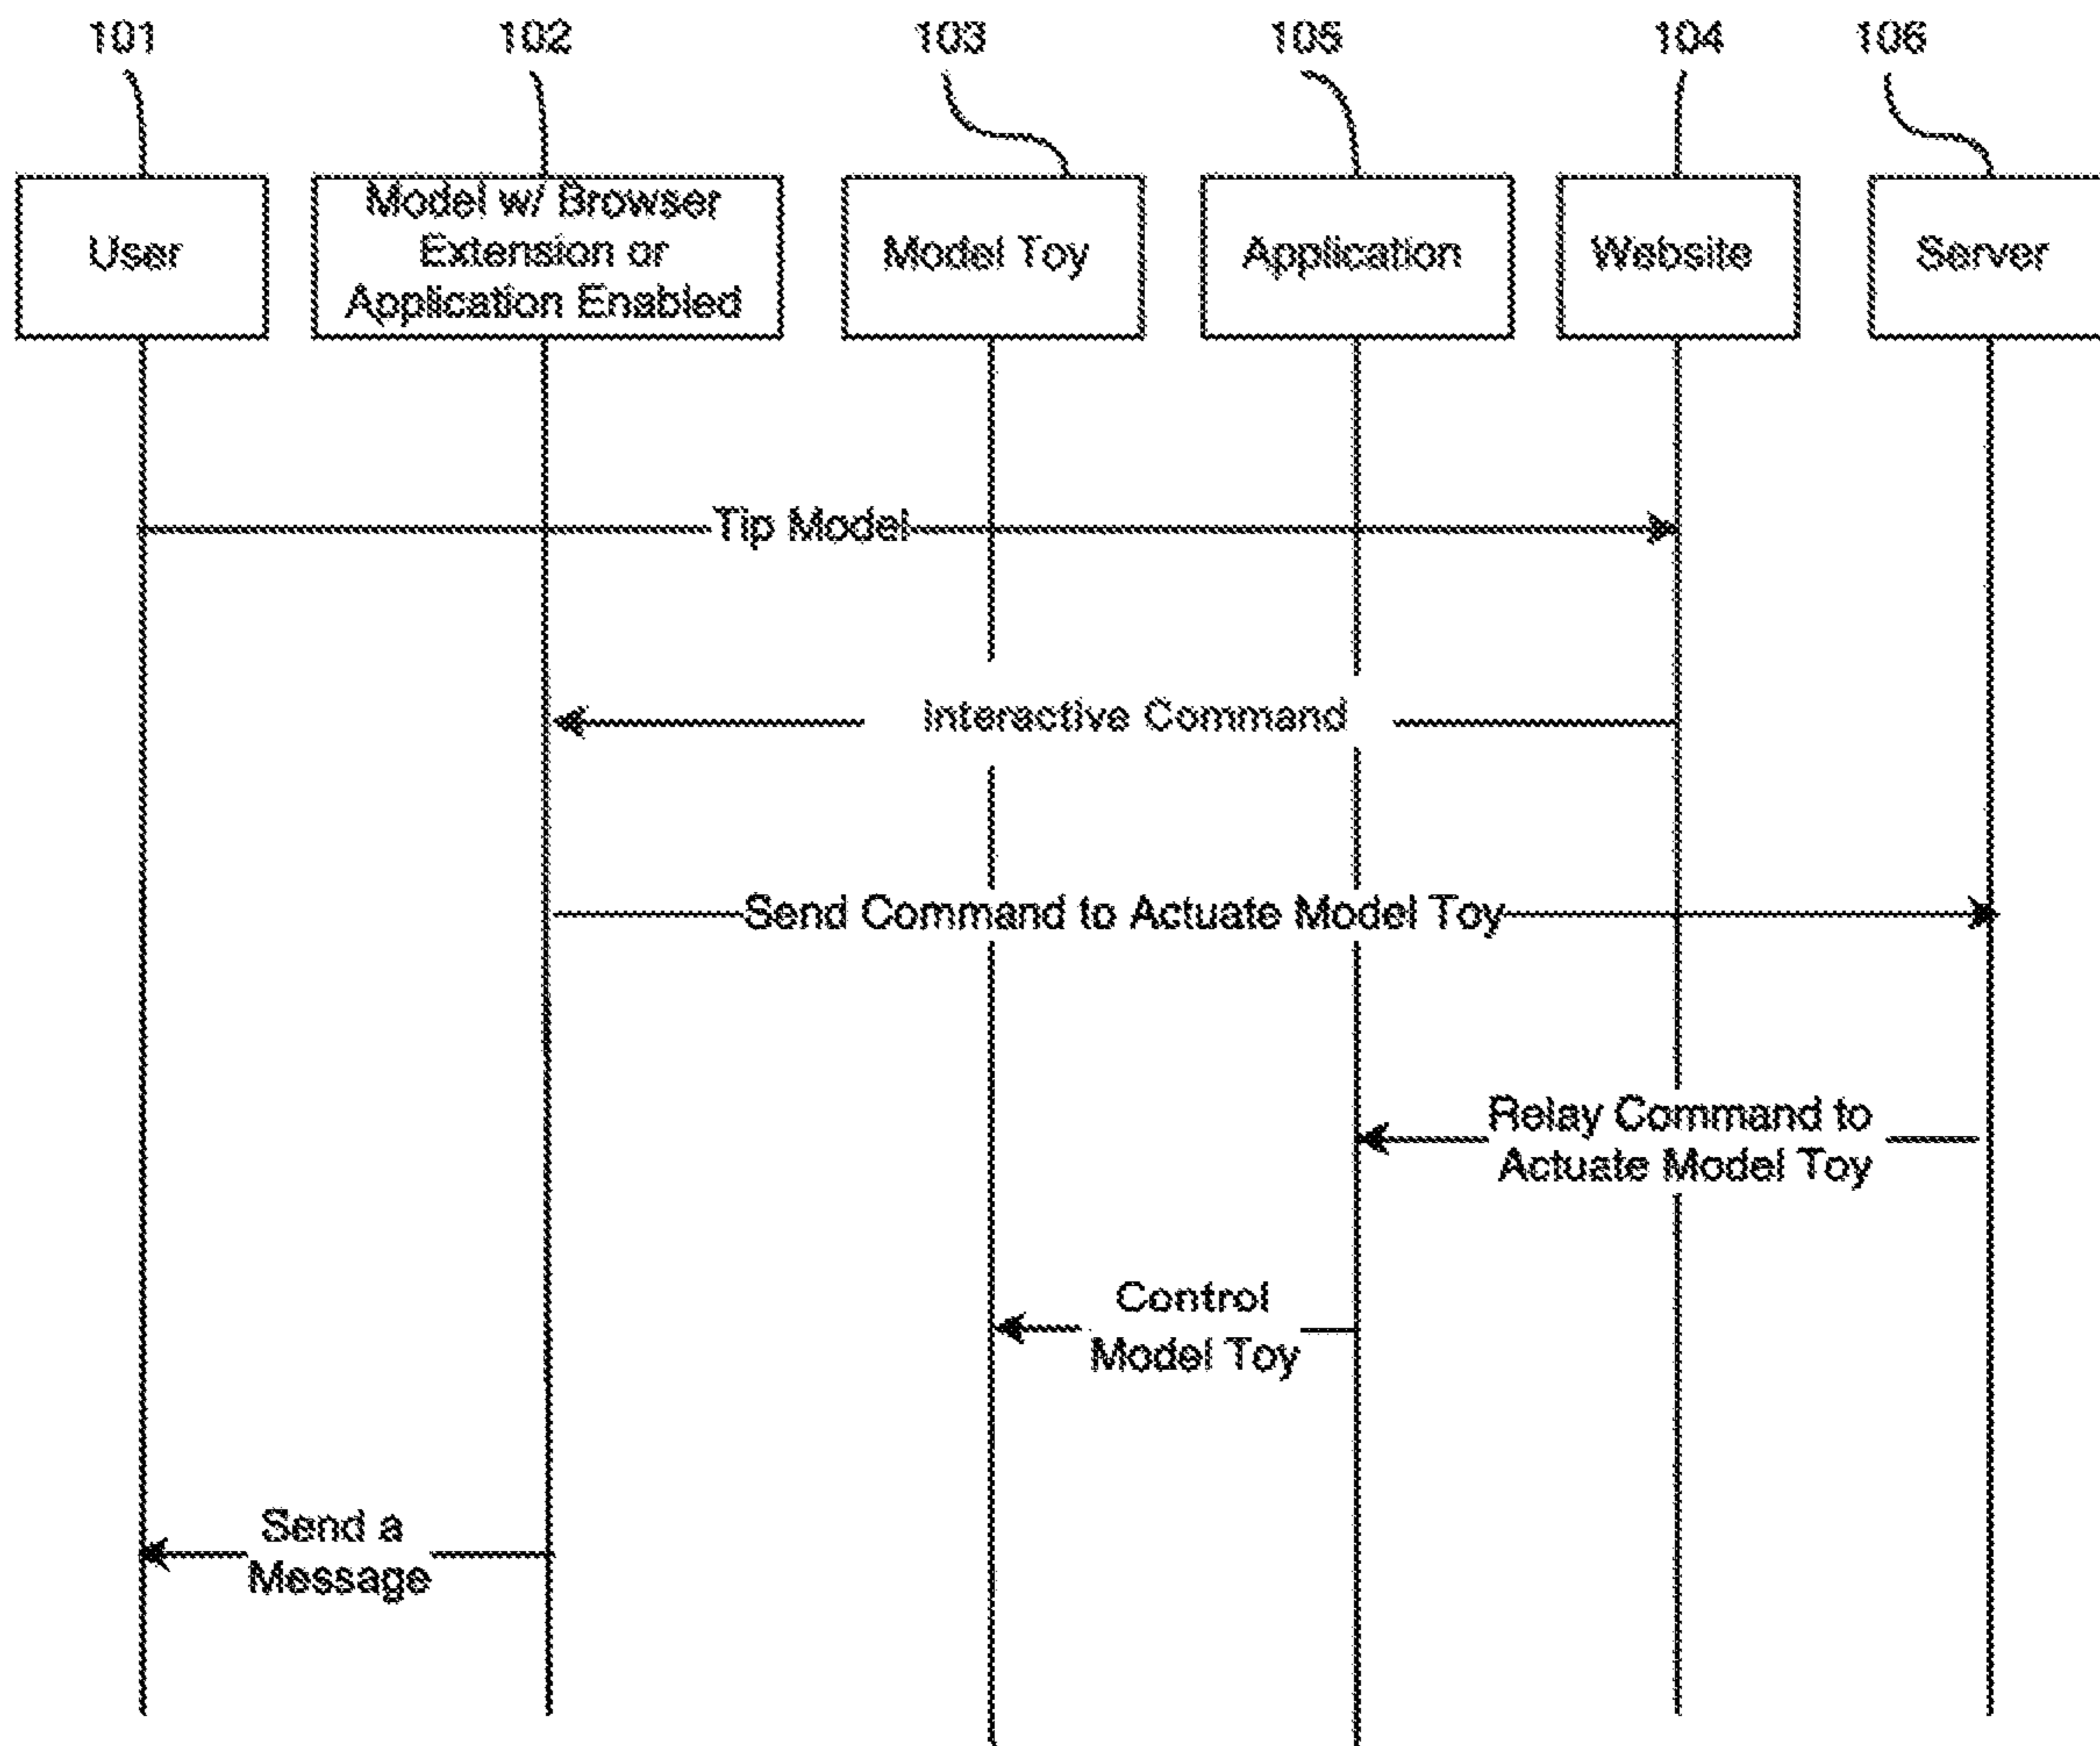 101
102
103
105
104
106
User
Model w/ Browser
Extension or
Application Enabled
Model Toy
Application
Website
Server
Tip Model
Interactive Command
Send Command to Actuate Model Toy
Relay Command to
Actuate Model Toy
Control
Model Toy
Send a
Message